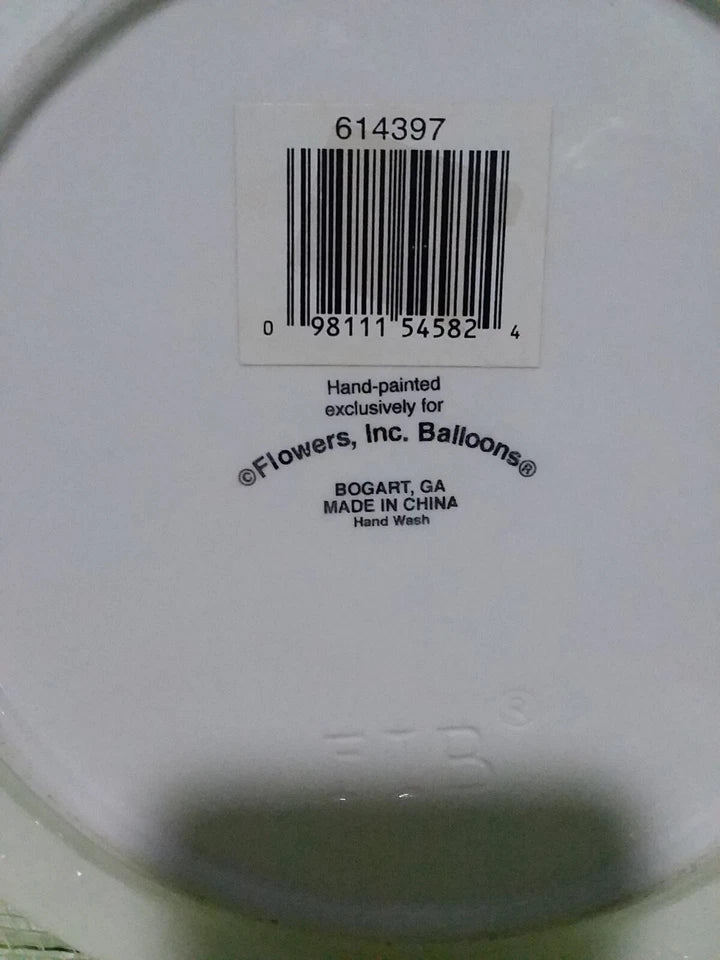 614397
0 98111 54582 4
Hand-painted
exclusively for
©Flowers, Inc. Balloons®
BOGART, GA
MADE IN CHINA
Hand Wash
FIB®